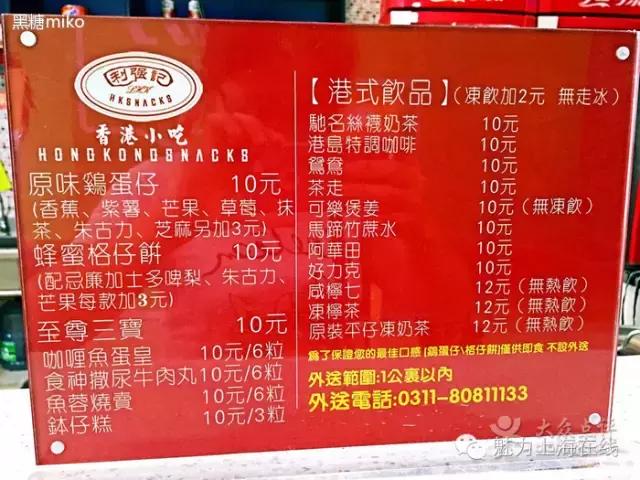 黑糖miko
利强記
LKK
HKSNACKS
香港小吃
HONGKONGSNACKS
原味鷄蛋仔 10元
(香蕉、紫薯、芒果、草莓、抹
茶、朱古力、芝麻另加3元)
蜂蜜格仔餅 10元
(配忌廉加士多啤梨、朱古力、
芒果每款加3元)
至尊三寶 10元
咖喱魚蛋皇 10元/6粒
食神撒尿牛肉丸 10元/6粒
魚蓉燒賣 10元/6粒
鉢仔糕 10元/3粒
【港式飲品】(凍飲加2元 無走冰)
馳名絲襪奶茶 10元
港島特調咖啡 10元
鴛鴦 10元
茶走 10元
可樂煲姜 10元(無凍飲)
馬蹄竹蔗水 10元
阿華田 10元
好力克 10元
咸檸七 12元(無熱飲)
凍檸茶 12元(無熱飲)
原裝平仔凍奶茶 12元(無熱飲)
為了保證您的最佳口感(鷄蛋仔\格仔餅)僅供即食 不設外送
外送範圍:1公裏以內
外送電話:0311-80811133
大众点评
魅力上海在线